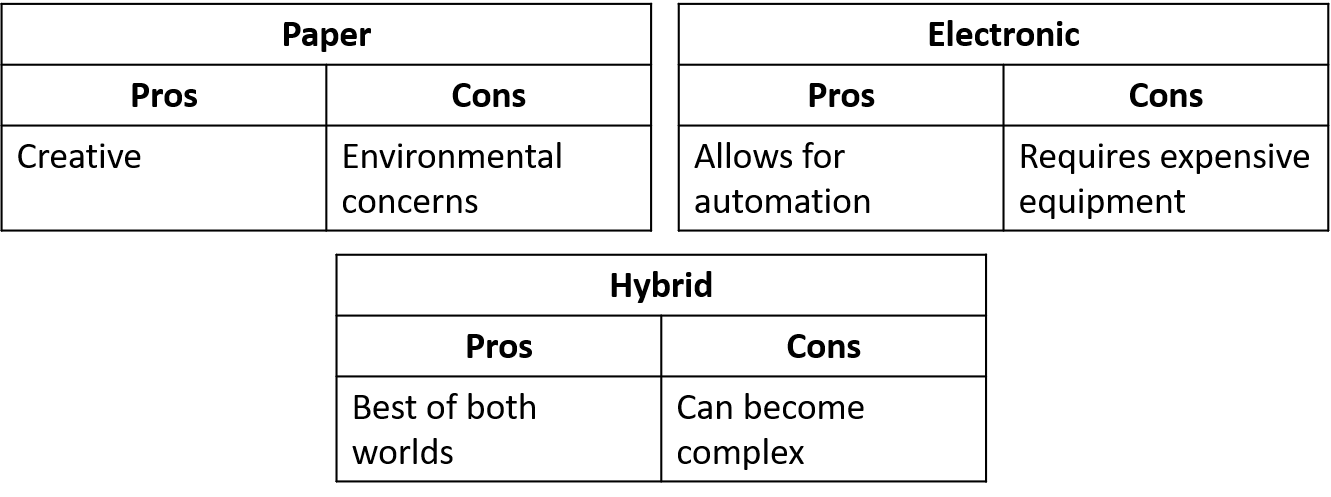 Paper
Pros
Cons
Creative
Environmental
concerns
Electronic
Pros
Cons
Allows for
automation
Requires expensive
equipment
Hybrid
Pros
Cons
Best of both
worlds
Can become
complex